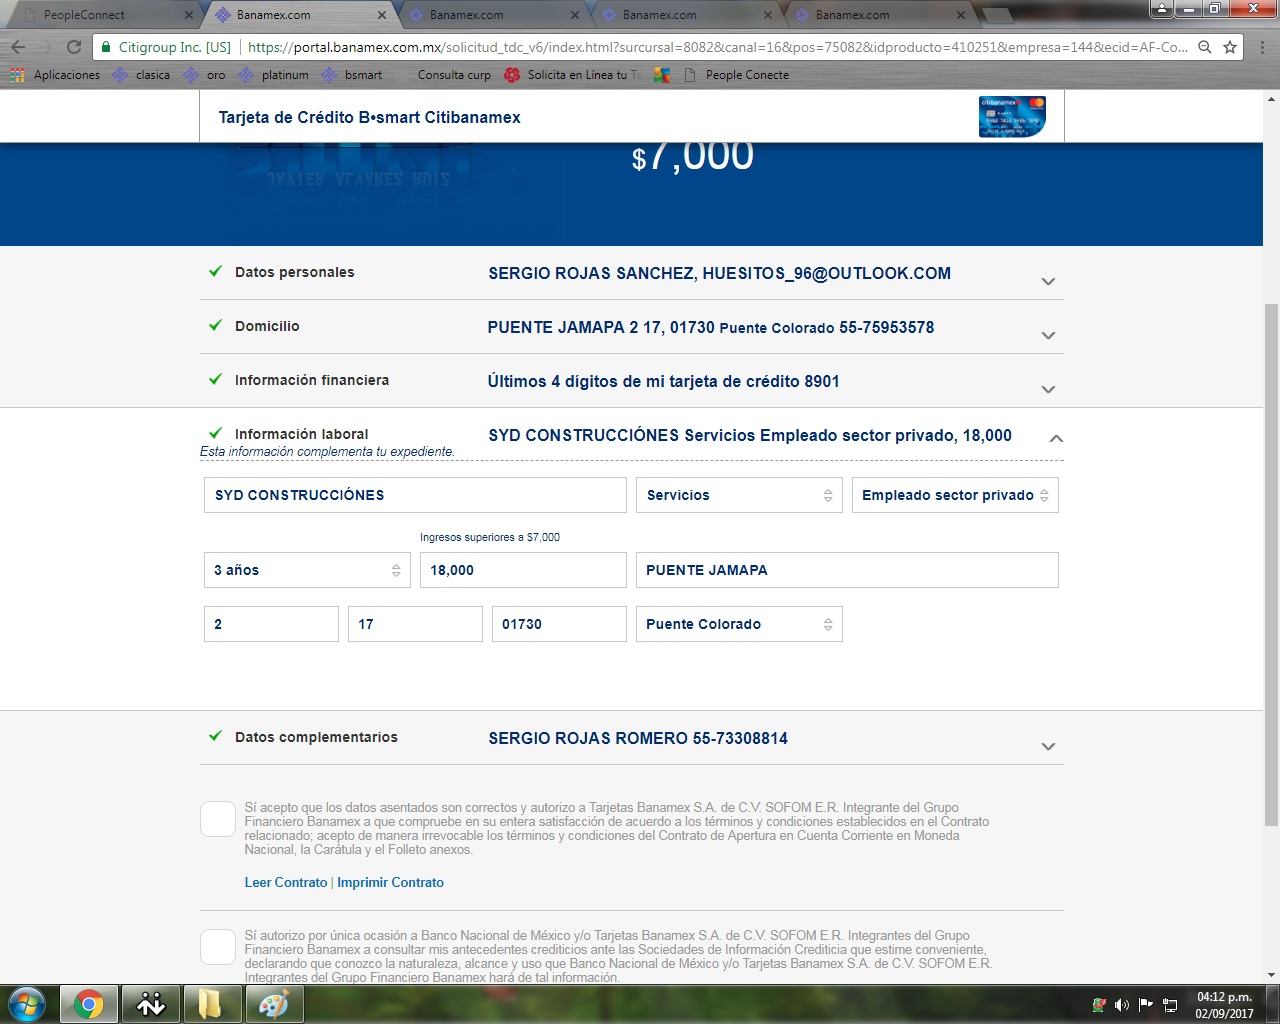 PeopleConnect
Banamex.com
Banamex.com
Banamex.com
Banamex.com
Citigroup Inc. [US]
https://portal.banamex.com.mx/solicitud_tdc_v6/index.html?surcursal=8082&canal=16&pos=75082&idproducto=410251&empresa=144&ecid=AF-Co...
Aplicaciones
clasica
oro
platinum
bsmart
Consulta curp
Solicita en Línea tu
People Conecte
Tarjeta de Crédito B•smart Citibanamex
$7,000
JAVIER ALVAREZ RUIZ
Datos personales
SERGIO ROJAS SANCHEZ, HUESITOS_96@OUTLOOK.COM
Domicilio
PUENTE JAMAPA 2 17, 01730 Puente Colorado 55-75953578
Información financiera
Últimos 4 dígitos de mi tarjeta de crédito 8901
Información laboral
SYD CONSTRUCCIÓNES Servicios Empleado sector privado, 18,000
Esta información complementa tu expediente.
SYD CONSTRUCCIÓNES
Servicios
Empleado sector privado
Ingresos superiores a $7,000
3 años
18,000
PUENTE JAMAPA
2
17
01730
Puente Colorado
Datos complementarios
SERGIO ROJAS ROMERO 55-73308814
Sí acepto que los datos asentados son correctos y autorizo a Tarjetas Banamex S.A. de C.V. SOFOM E.R. Integrante del Grupo
Financiero Banamex a que compruebe en su entera satisfacción de acuerdo a los términos y condiciones establecidos en el Contrato
relacionado; acepto de manera irrevocable los términos y condiciones del Contrato de Apertura en Cuenta Corriente en Moneda
Nacional, la Carátula y el Folleto anexos.
Leer Contrato | Imprimir Contrato
Sí autorizo por única ocasión a Banco Nacional de México y/o Tarjetas Banamex S.A. de C.V. SOFOM E.R. Integrantes del Grupo
Financiero Banamex a consultar mis antecedentes crediticios ante las Sociedades de Información Crediticia que estime conveniente,
declarando que conozco la naturaleza, alcance y uso que Banco Nacional de México y/o Tarjetas Banamex S.A. de C.V. SOFOM E.R.
Integrantes del Grupo Financiero Banamex hará de tal información.
04:12 p.m.
02/09/2017